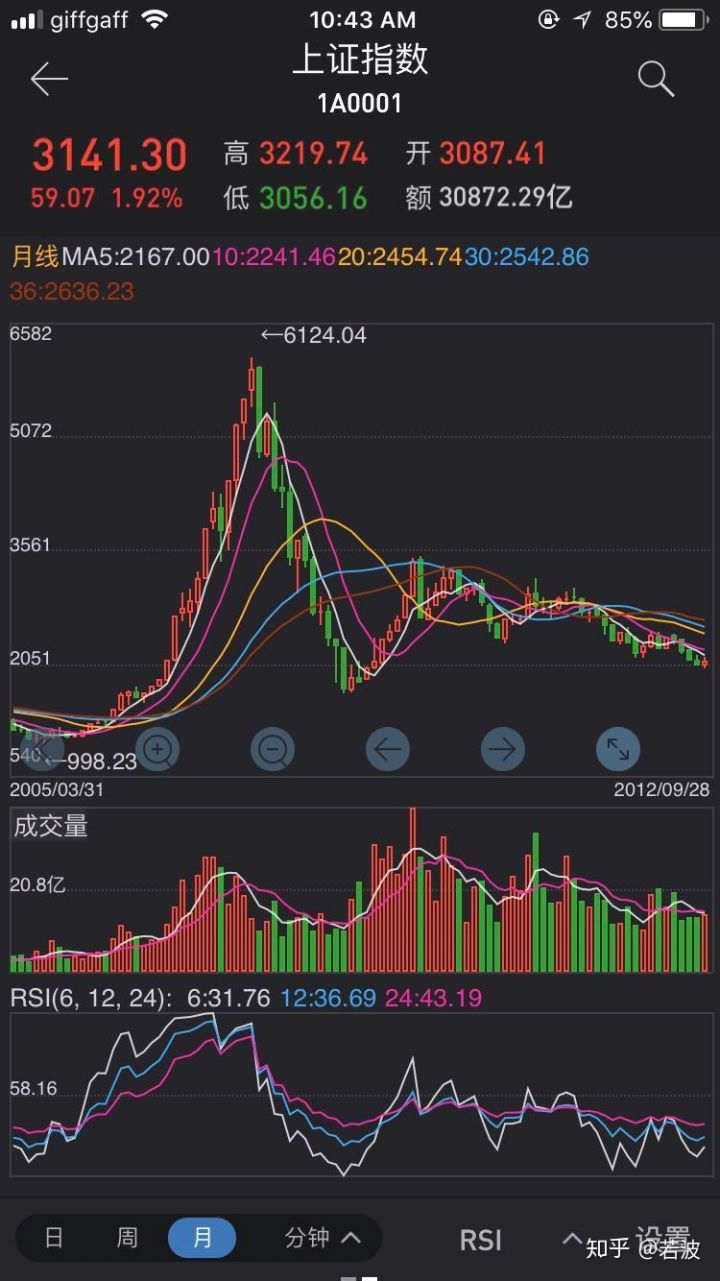 giffgaff 10:43 AM 85%
上证指数
1A0001
3141.30 高 3219.74 开 3087.41
59.07 1.92% 低 3056.16 额 30872.29亿
月线MA5:2167.00 10:2241.46 20:2454.74 30:2542.86
36:2636.23
6582
←6124.04
5072
3561
2051
540 ←998.23
2005/03/31 2012/09/28
成交量
20.8亿
RSI(6, 12, 24): 6:31.76 12:36.69 24:43.19
58.16
日 周 月 分钟 RSI 设置
知乎 @若波